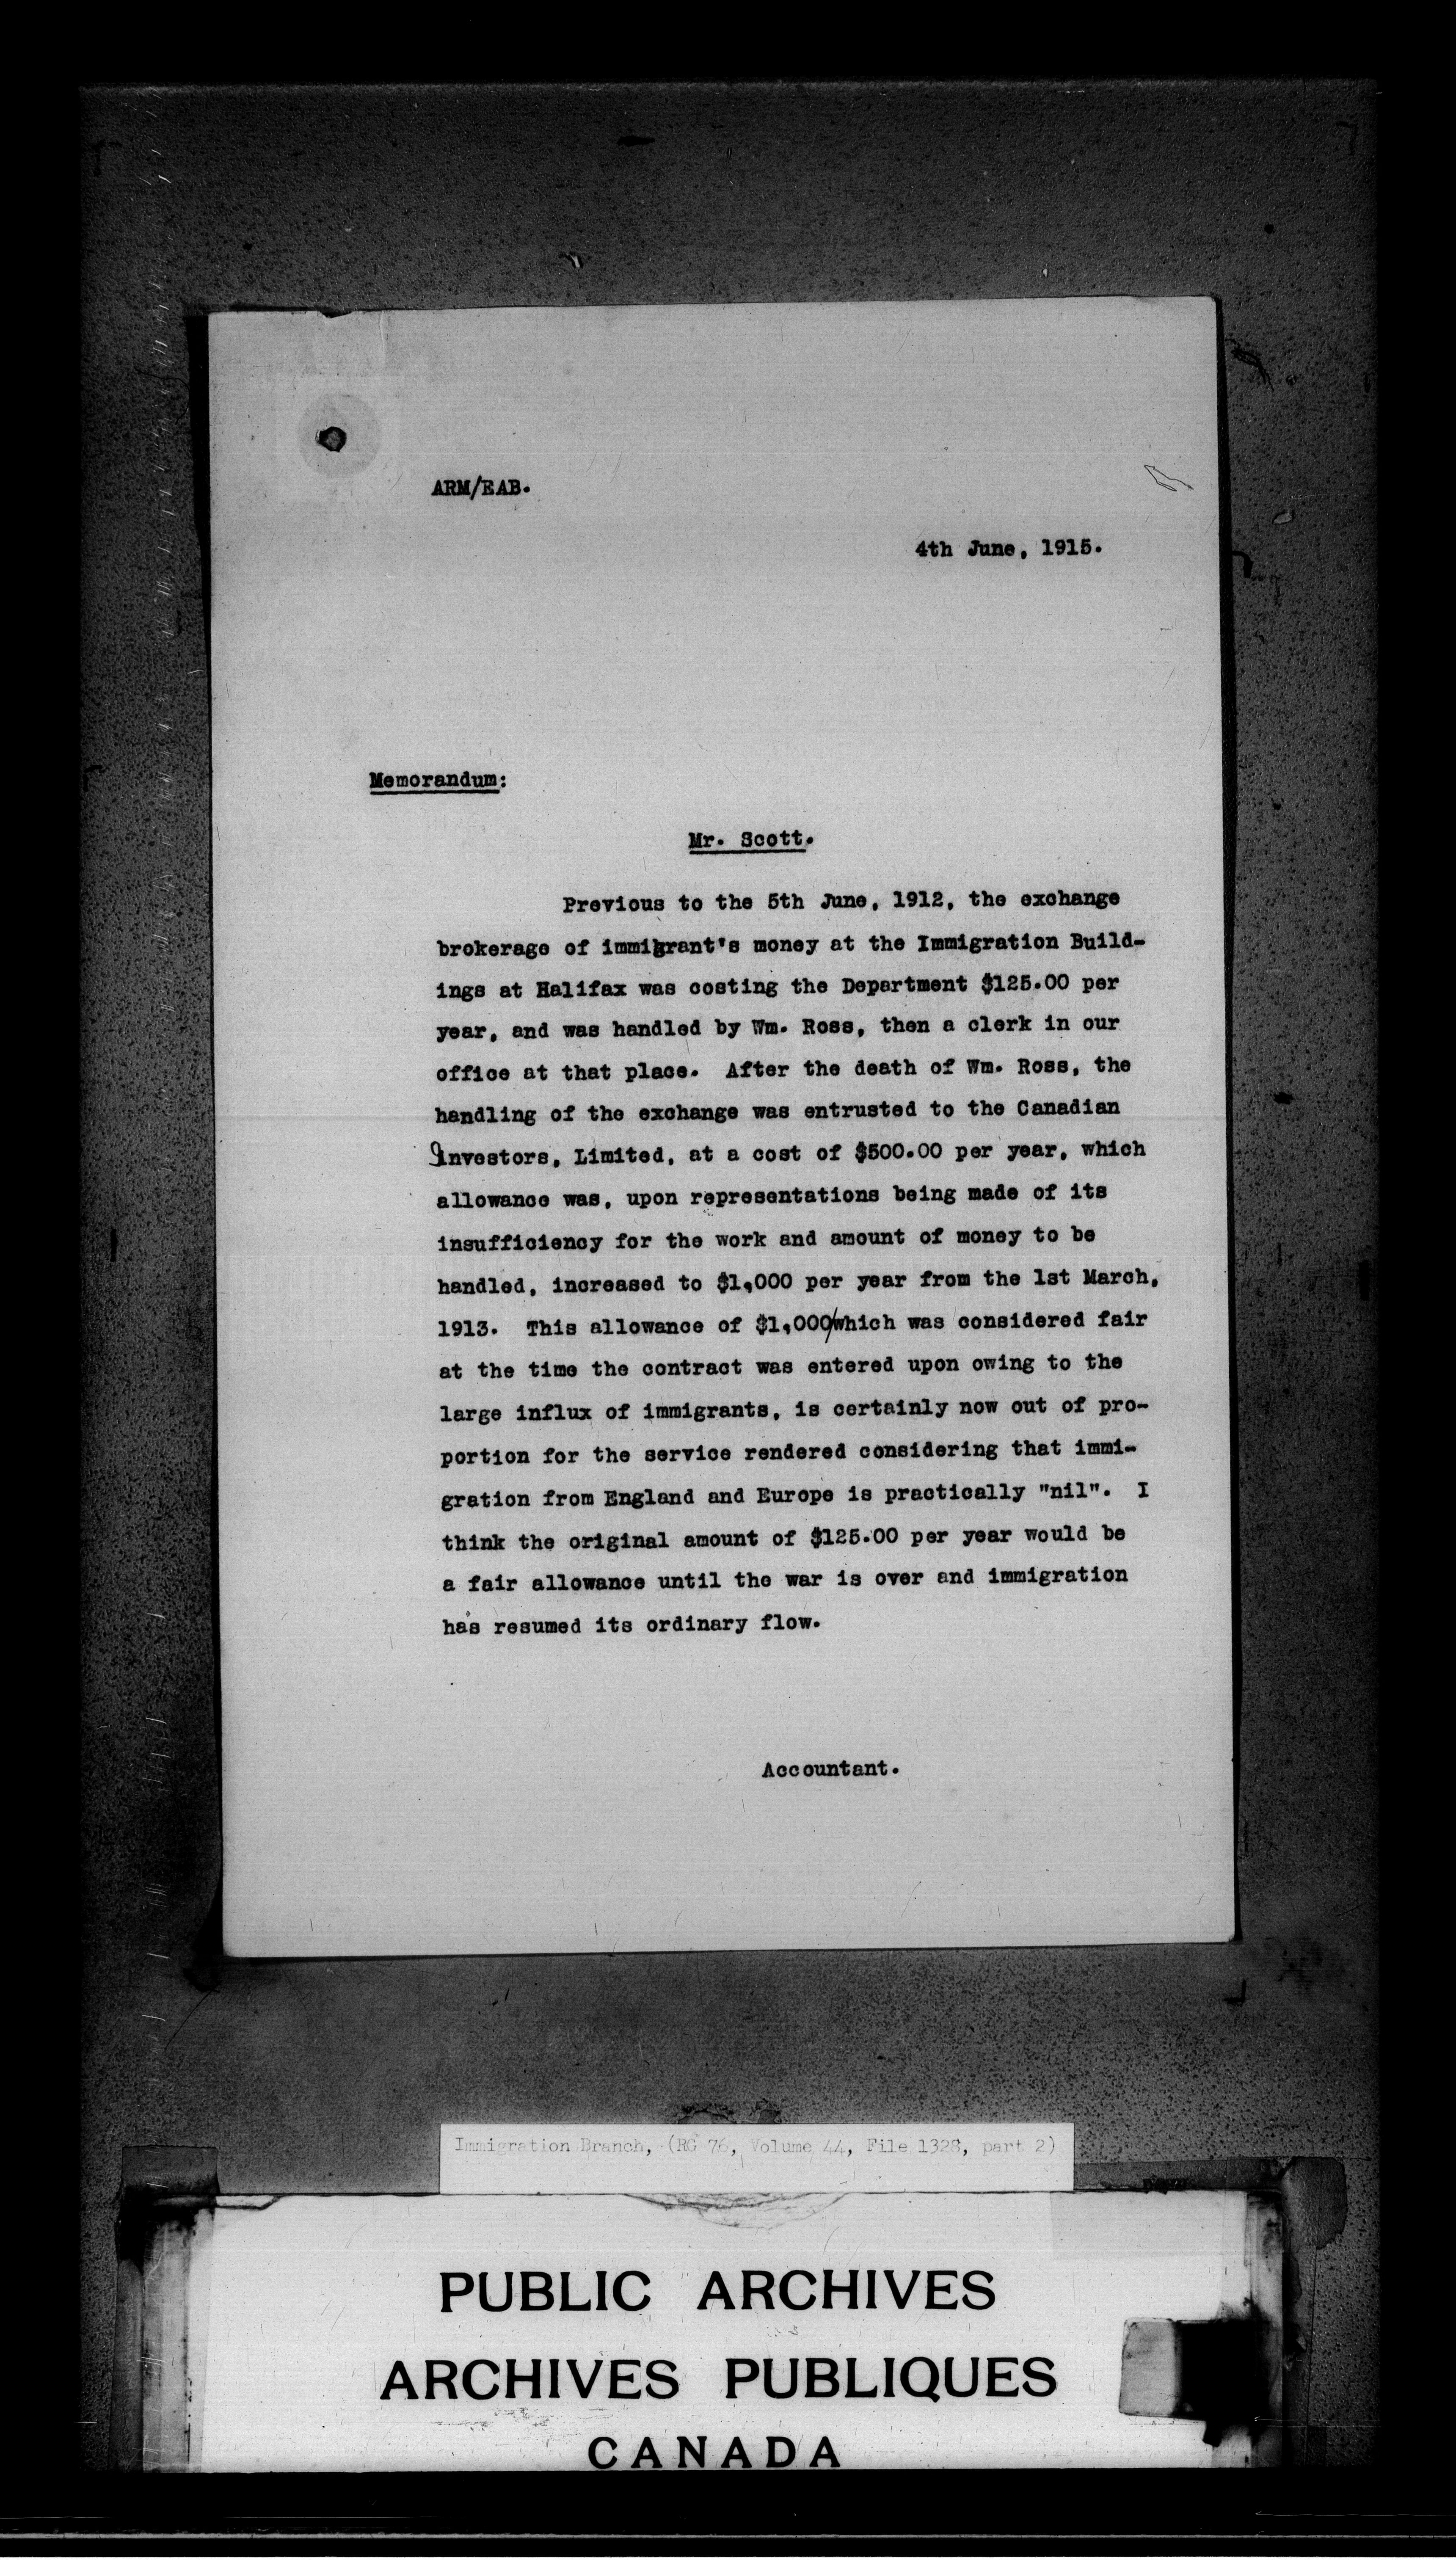 ARM/EAB.
4th June, 1915.
Memorandum:
Mr. Scott.
Previous to the 5th June, 1912, the exchange
brokerage of immigrant's money at the Immigration Build-
ings at Halifax was costing the Department $125.00 per
year, and was handled by Wm. Ross, then a clerk in our
office at that place. After the death of Wm. Ross, the
handling of the exchange was entrusted to the Canadian
Investors, Limited, at a cost of $500.00 per year, which
allowance was, upon representations being made of its
insufficiency for the work and amount of money to be
handled, increased to $1,000 per year from the 1st March,
1913. This allowance of $1,000/which was considered fair
at the time the contract was entered upon owing to the
large influx of immigrants, is certainly now out of pro-
portion for the service rendered considering that immi-
gration from England and Europe is practically "nil". I
think the original amount of $125.00 per year would be
a fair allowance until the war is over and immigration
has resumed its ordinary flow.
Accountant.
Immigration Branch, (RG 76, Volume 44, File 1328, part 2)
PUBLIC ARCHIVES
ARCHIVES PUBLIQUES
CANADA